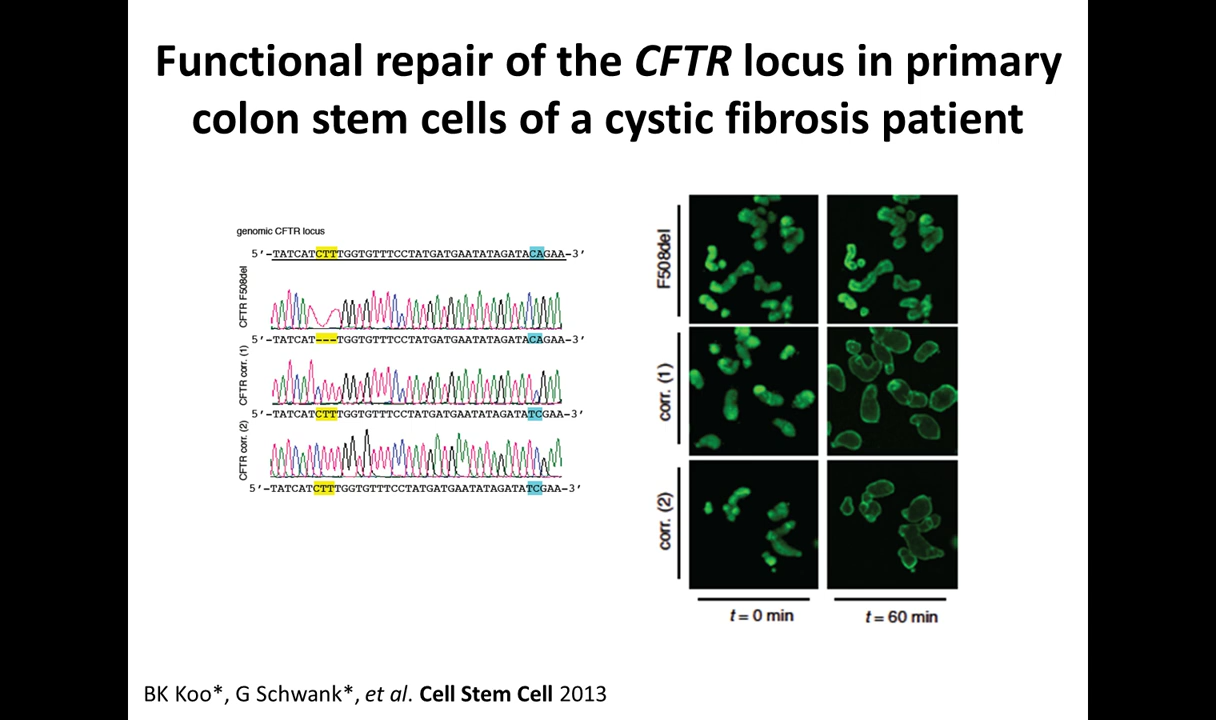 Functional repair of the CFTR locus in primary
colon stem cells of a cystic fibrosis patient
genomic CFTR locus
5′-TATCATCTTTGGTGTTTCCTATGATGAATATAGATACAGAA-3′
CFTR F508del
5′-TATCAT---TGGTGTTTCCTATGATGAATATAGATACAGAA-3′
CFTR corr. (1)
5′-TATCATCTTTGGTGTTTCCTATGATGAATATAGATATCGAA-3′
CFTR corr. (2)
5′-TATCATCTTTGGTGTTTCCTATGATGAATATAGATATCGAA-3′
F508del
corr. (1)
corr. (2)
t = 0 min
t = 60 min
BK Koo*, G Schwank*, et al. Cell Stem Cell 2013